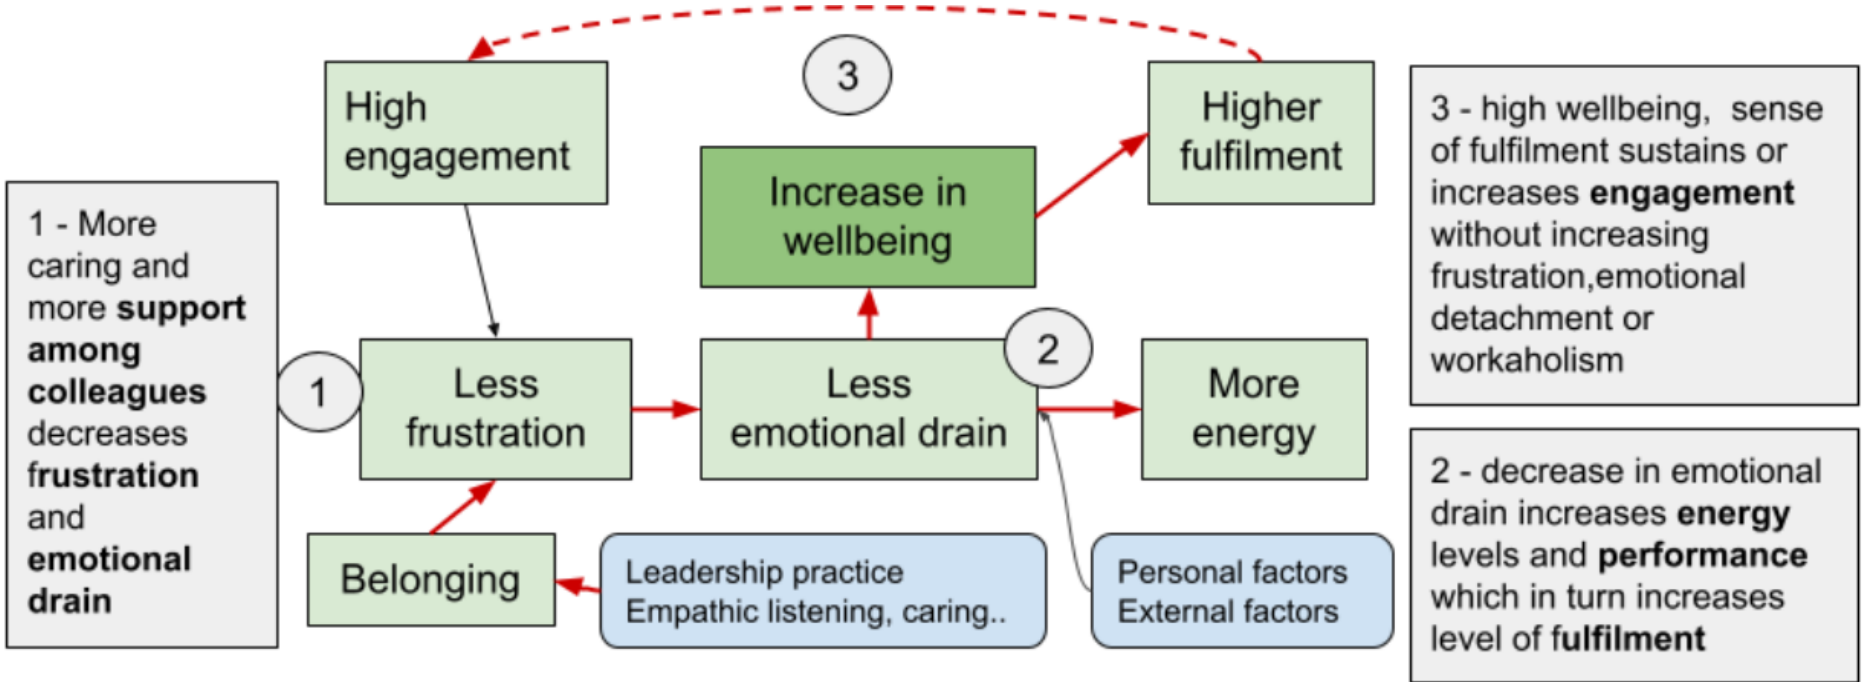 3
High
engagement
Higher
fulfilment
Increase in
wellbeing
1 - More
caring and
more support
among
colleagues
decreases
frustration
and
emotional
drain
1
Less
frustration
Less
emotional drain
2
More
energy
Belonging
Leadership practice
Empathic listening, caring..
Personal factors
External factors
3 - high wellbeing,  sense
of fulfilment sustains or
increases engagement
without increasing
frustration,emotional
detachment or
workaholism
2 - decrease in emotional
drain increases energy
levels and performance
which in turn increases
level of fulfilment